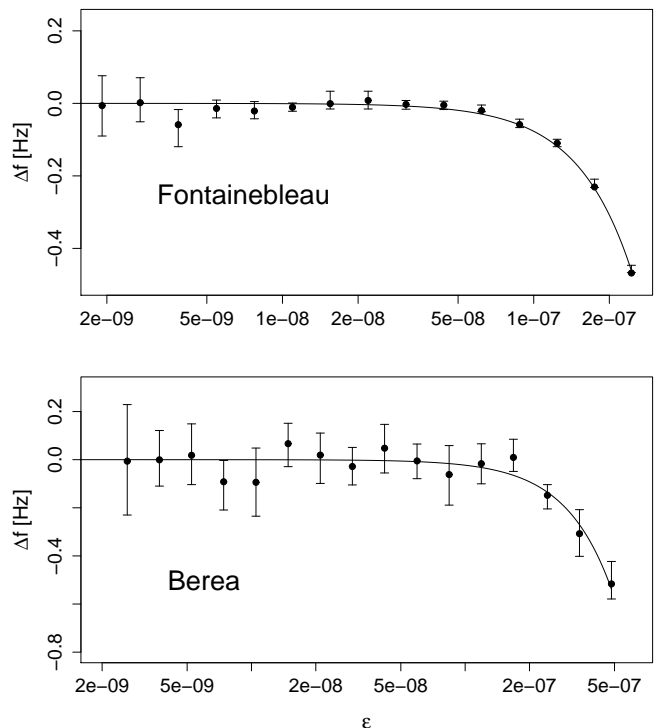 Δf [Hz]
0.2
0.0
−0.2
−0.4
Fontainebleau
2e−09 5e−09 1e−08 2e−08 5e−08 1e−07 2e−07
Δf [Hz]
0.2
0.0
−0.4
−0.8
Berea
2e−09 5e−09 2e−08 5e−08 2e−07 5e−07
ε